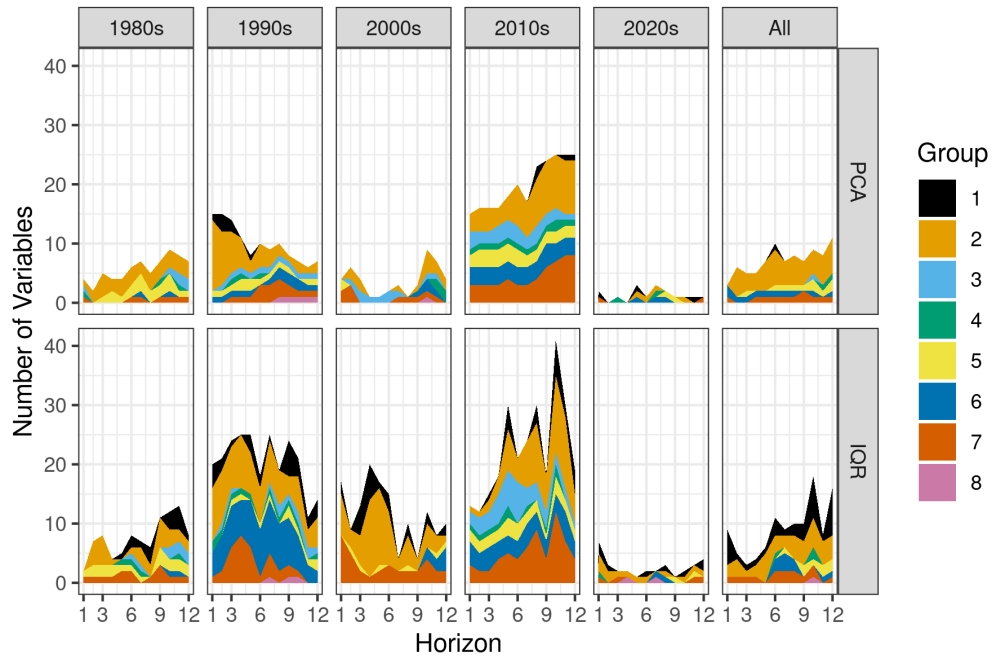 1980s 1990s 2000s 2010s 2020s All
40
30
20
10
0
PCA
40
30
20
10
0
IQR
1 3 6 9 12 1 3 6 9 12 1 3 6 9 12 1 3 6 9 12 1 3 6 9 12 1 3 6 9 12
Horizon
Number of Variables
Group
1
2
3
4
5
6
7
8